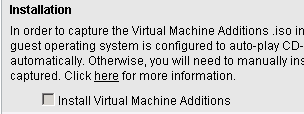 Installation
In order to capture the Virtual Machine Additions .iso in
guest operating system is configured to auto-play CD-
automatically. Otherwise, you will need to manually ins
captured. Click here for more information.
Install Virtual Machine Additions